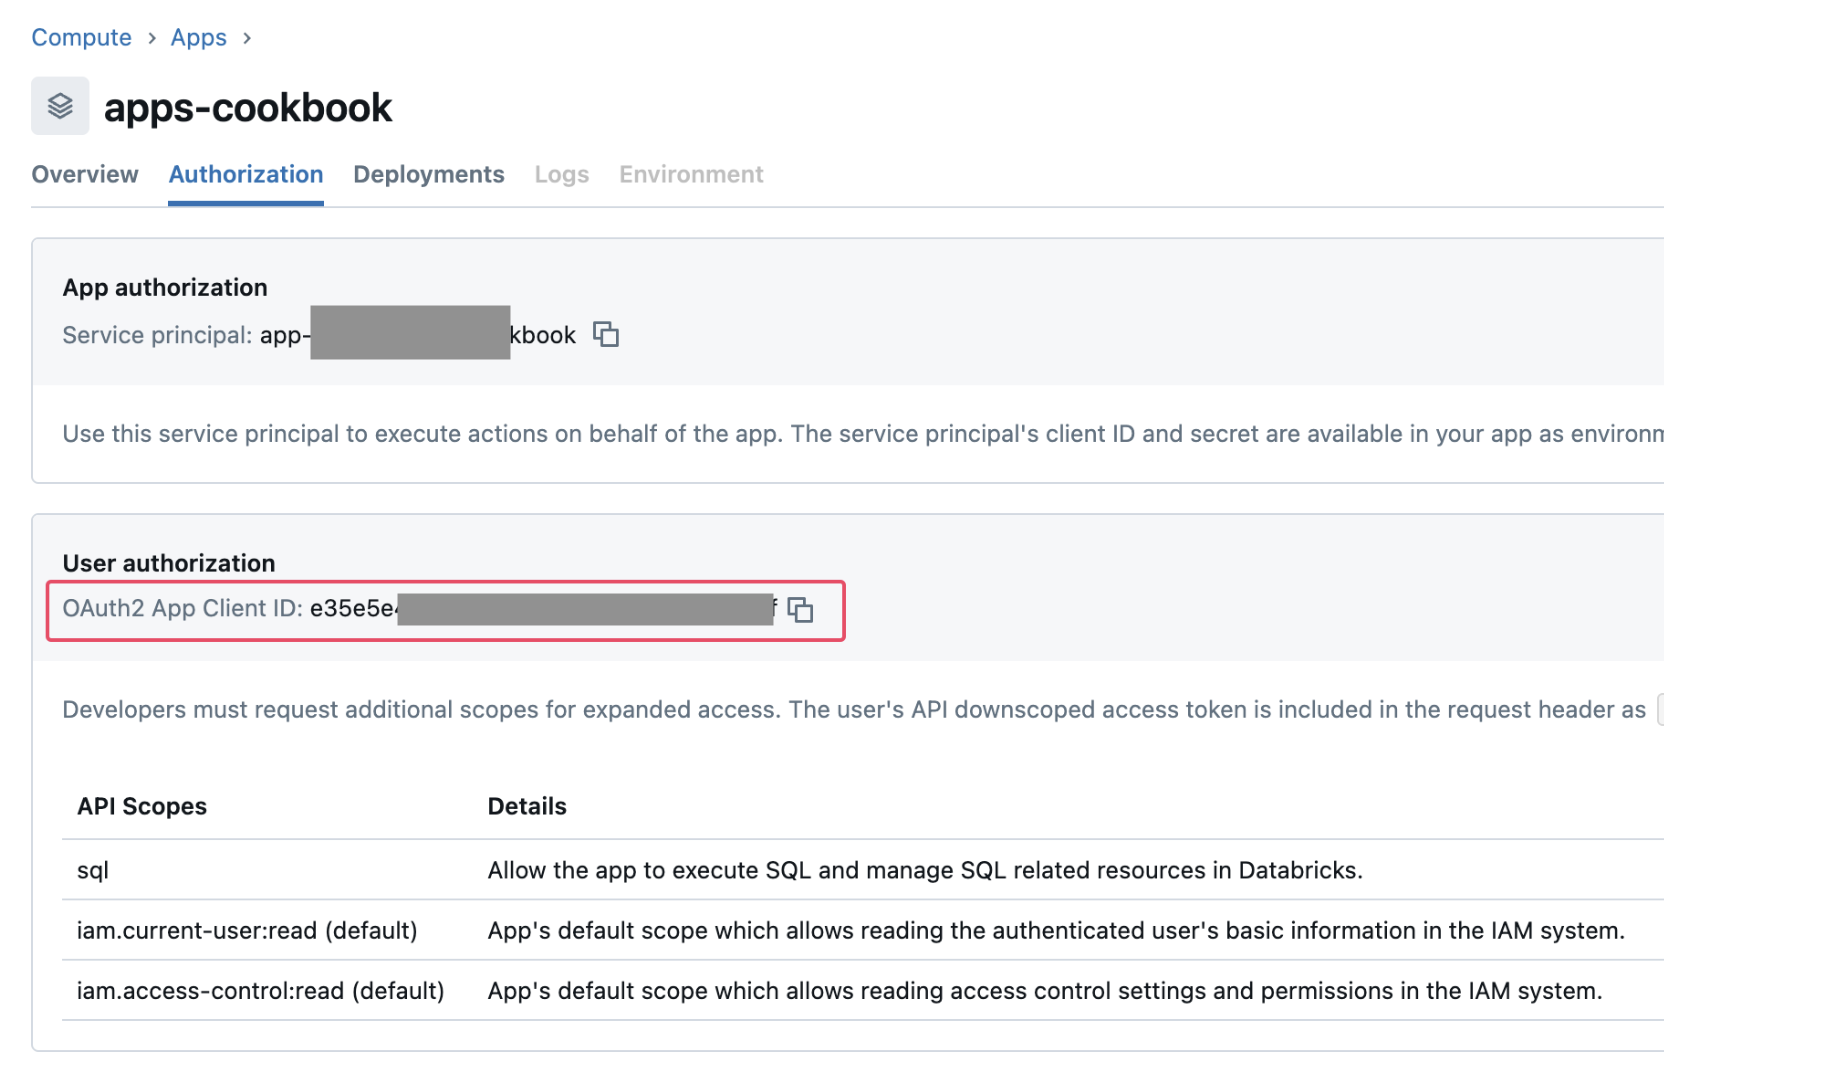 Compute › Apps ›
apps-cookbook
Overview Authorization Deployments Logs Environment
App authorization
Service principal: app- kbook
Use this service principal to execute actions on behalf of the app. The service principal's client ID and secret are available in your app as
User authorization
OAuth2 App Client ID: e35e5e f
Developers must request additional scopes for expanded access. The user's API downscoped access token is included in the request header as
API Scopes Details
sql Allow the app to execute SQL and manage SQL related resources in Databricks.
iam.current-user:read (default) App's default scope which allows reading the authenticated user's basic information in the IAM system.
iam.access-control:read (default) App's default scope which allows reading access control settings and permissions in the IAM system.